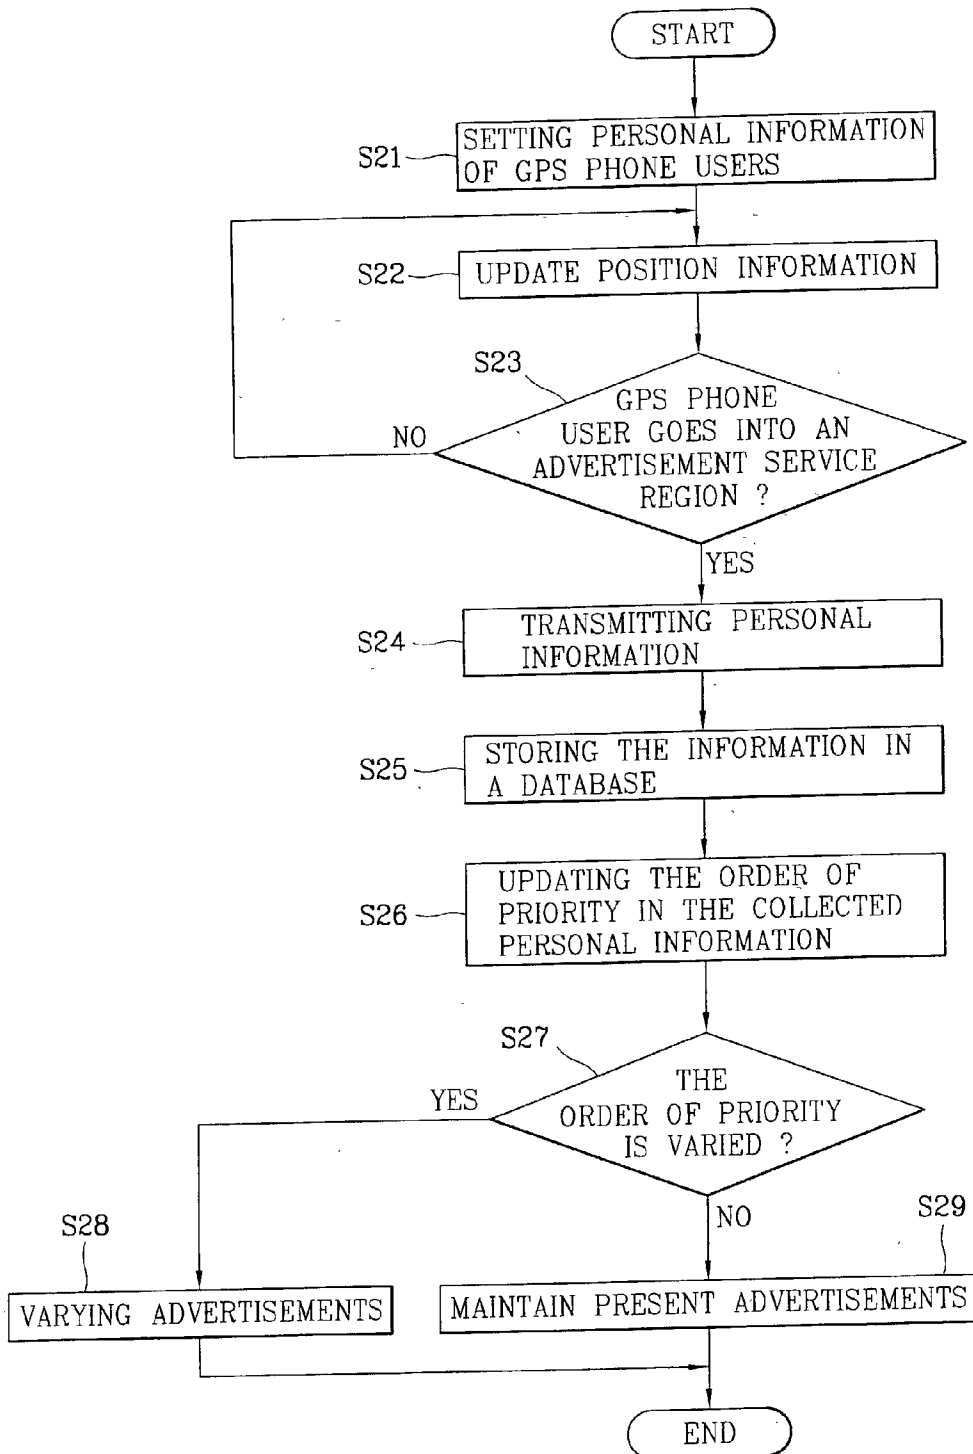 START
S21
SETTING PERSONAL INFORMATION
OF GPS PHONE USERS
S22
UPDATE POSITION INFORMATION
S23
GPS PHONE
USER GOES INTO AN
ADVERTISEMENT SERVICE
REGION ?
NO
YES
S24
TRANSMITTING PERSONAL
INFORMATION
S25
STORING THE INFORMATION IN
A DATABASE
S26
UPDATING THE ORDER OF
PRIORITY IN THE COLLECTED
PERSONAL INFORMATION
S27
THE
ORDER OF PRIORITY
IS VARIED ?
YES
NO
S28
VARYING ADVERTISEMENTS
S29
MAINTAIN PRESENT ADVERTISEMENTS
END